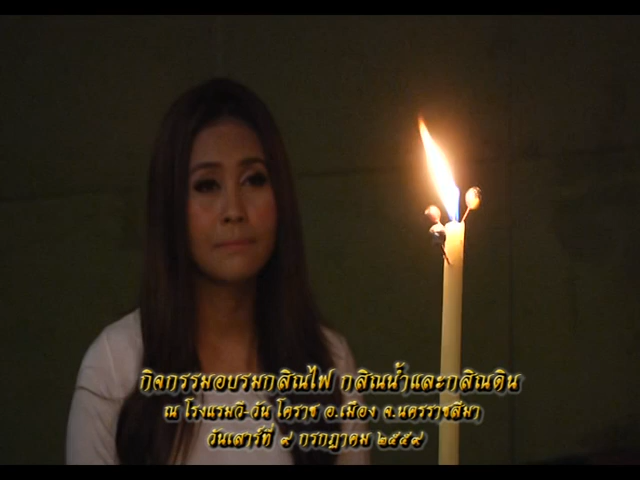 กิจกรรมอบรมกสิณไฟ กสิณน้ำและกสิณดิน
ณ โรงแรมวี-วัน โคราช อ.เมือง จ.นครราชสีมา
วันเสาร์ที่ ๙ กรกฎาคม ๒๕๕๙